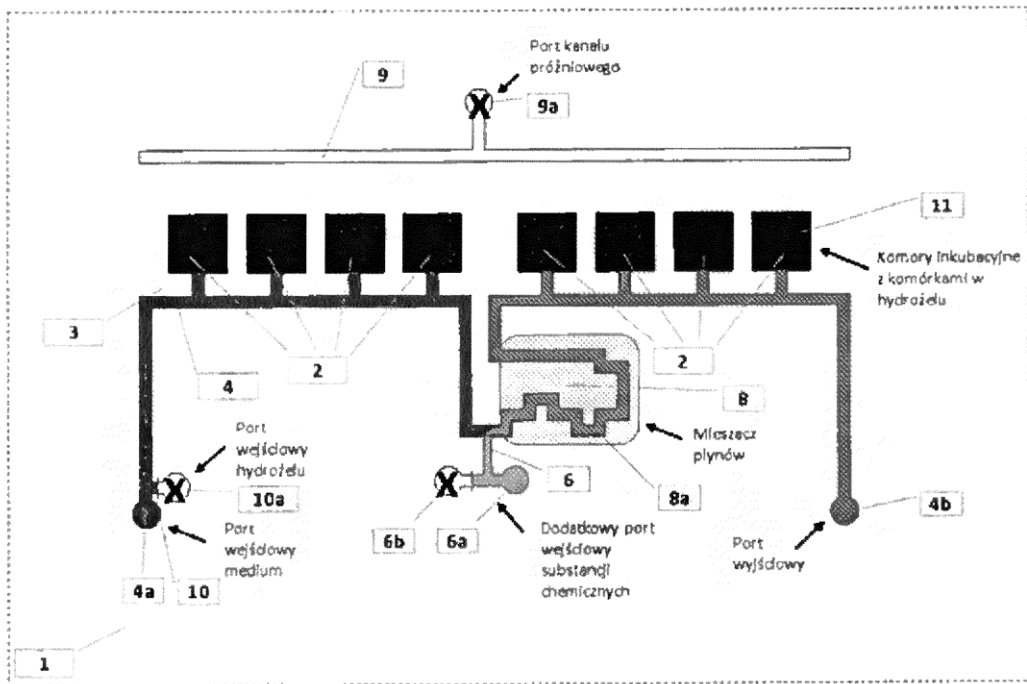 Port kanału
próżniowego
9
9a
X
11
Komory inkubacyjne
z komórkami w
hydrożelu
3
4
2
2
8
Port
wejściowy
hydrożelu
Mieszacz
płynów
X
10a
6
8a
X
4b
Port
wejściowy
medium
6b
6a
Dodatkowy port
wejściowy
substancji
chemicznych
Port
wyjściowy
4a
10
1